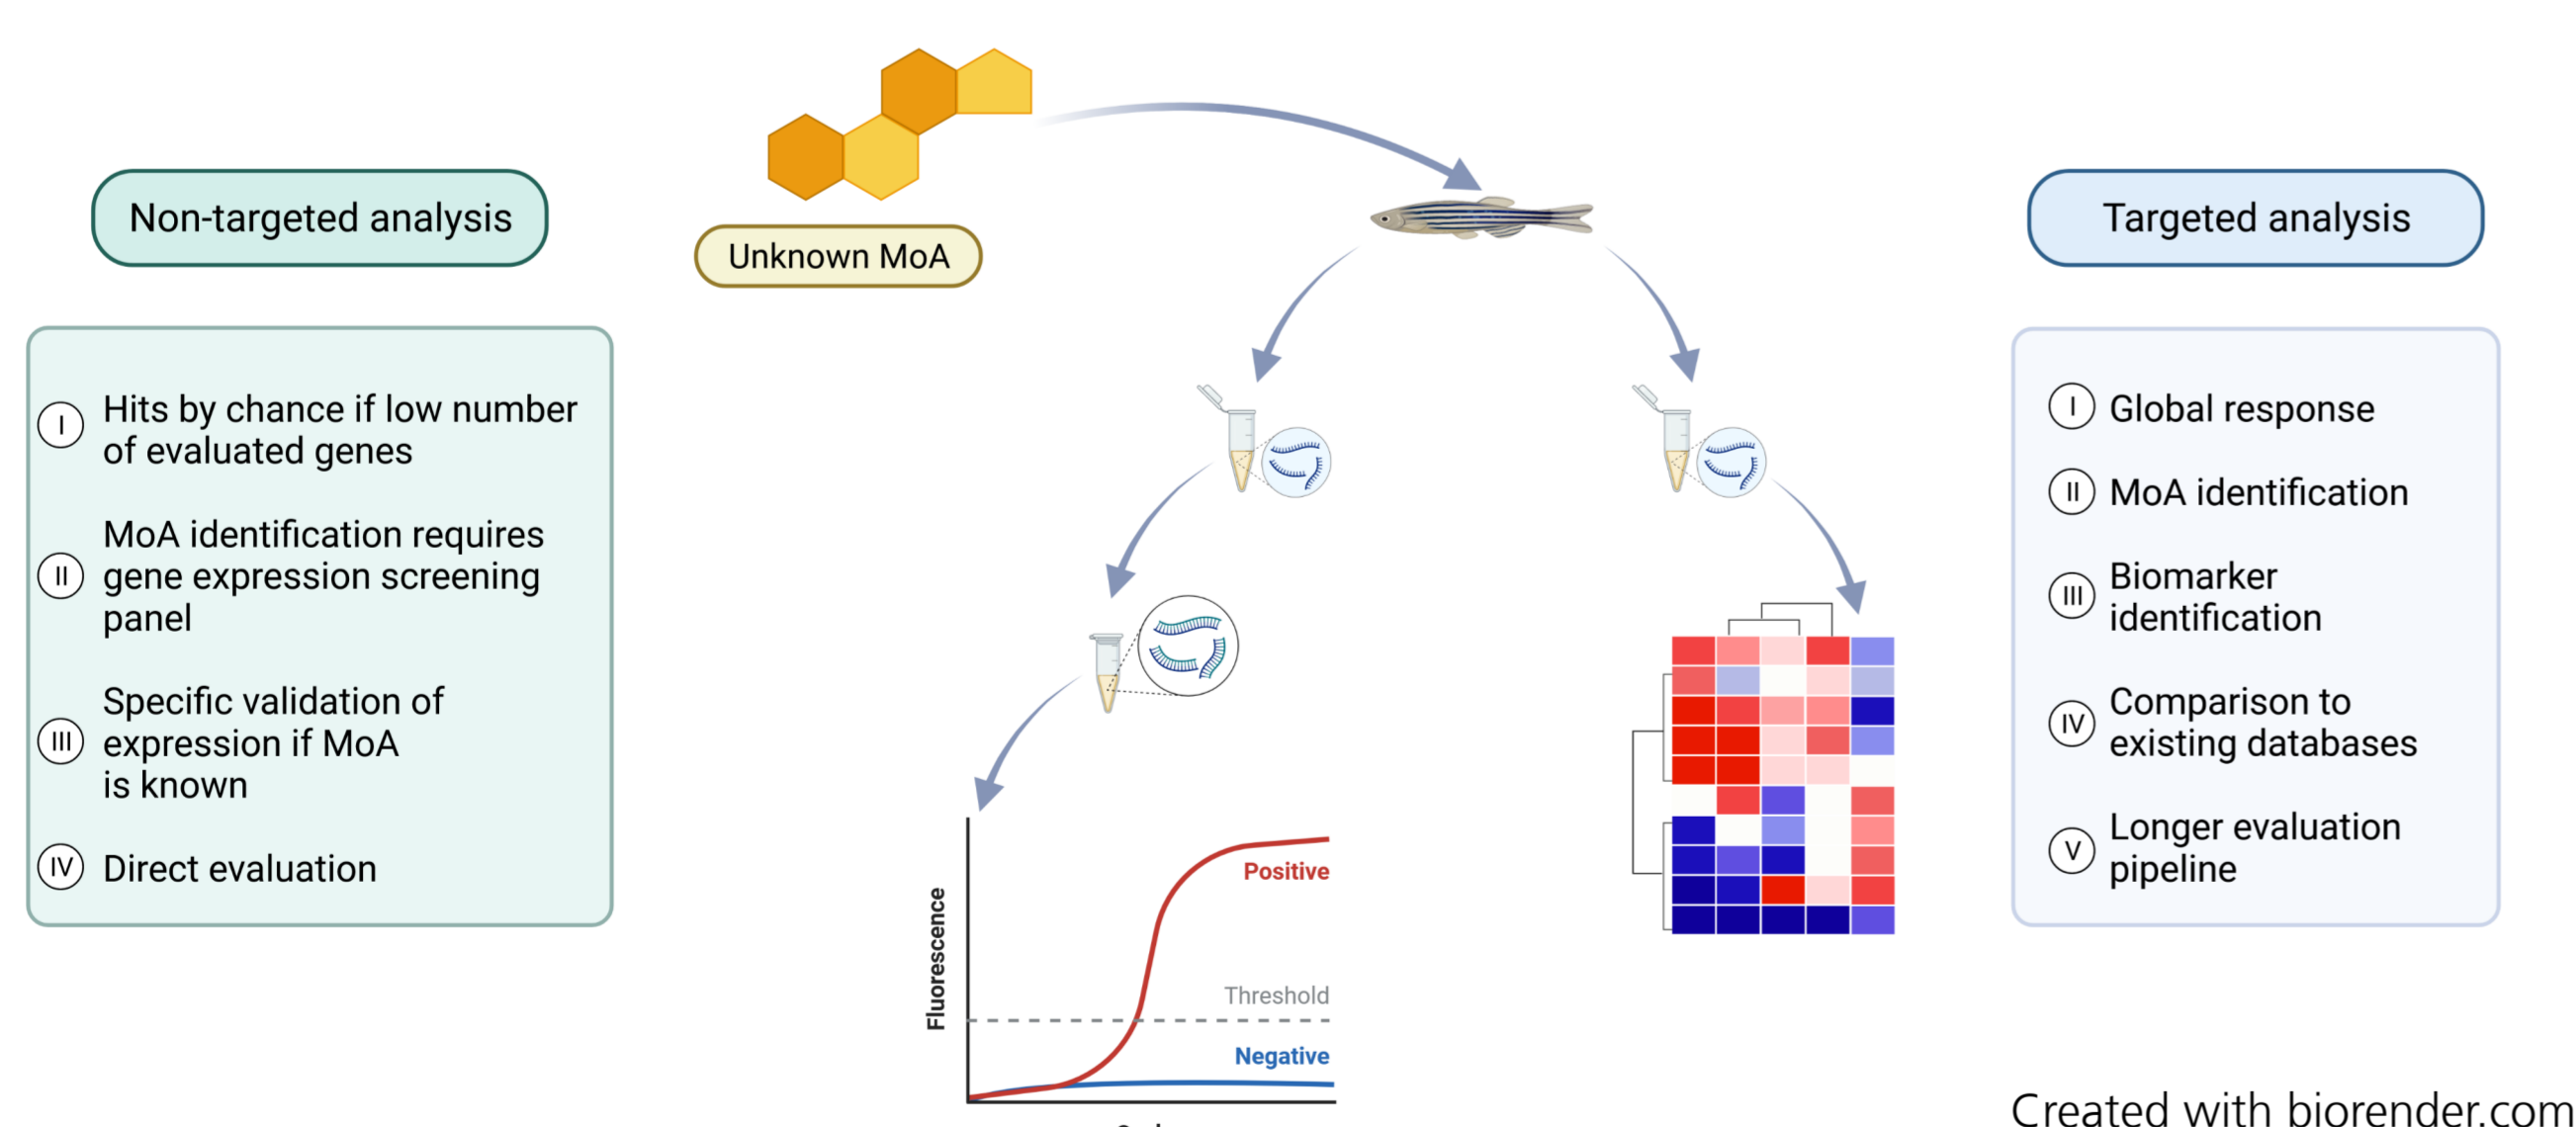 Non-targeted analysis
I
Hits by chance if low number
of evaluated genes
II
MoA identification requires
gene expression screening
panel
III
Specific validation of
expression if MoA
is known
IV
Direct evaluation
Unknown MoA
Fluorescence
Positive
Threshold
Negative
Targeted analysis
I
Global response
II
MoA identification
III
Biomarker
identification
IV
Comparison to
existing databases
V
Longer evaluation
pipeline
Created with biorender.com